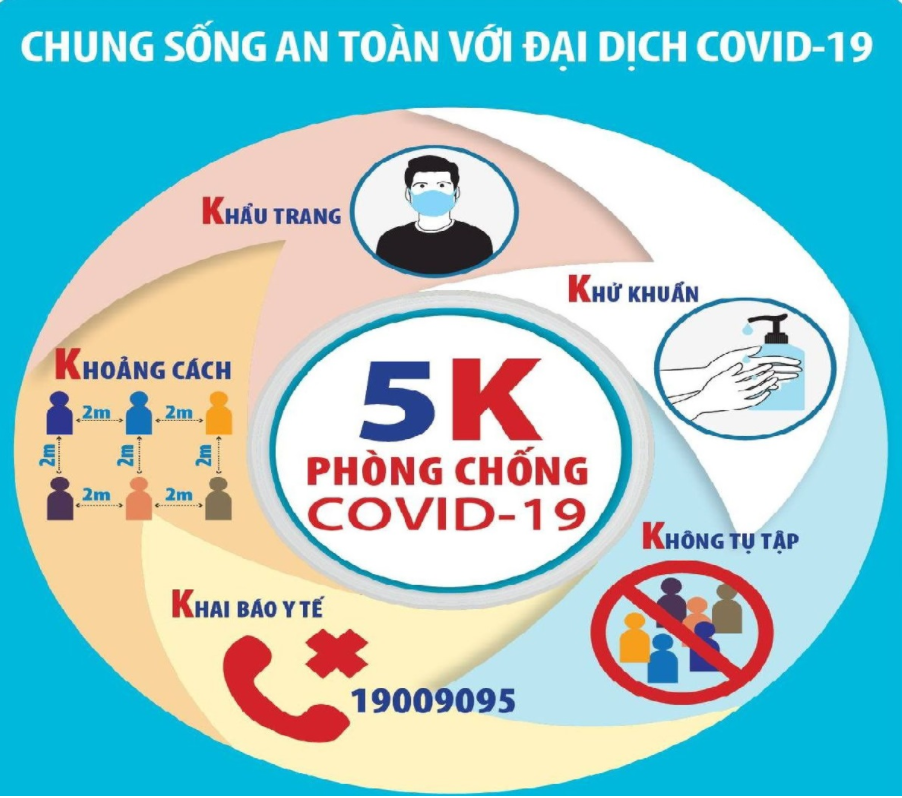 CHUNG SỐNG AN TOÀN VỚI ĐẠI DỊCH COVID-19
KHẨU TRANG
KHỬ KHUẨN
KHOẢNG CÁCH
2m 2m
2m 2m 2m
2m 2m
5K
PHÒNG CHỐNG
COVID-19
KHÔNG TỤ TẬP
KHAI BÁO Y TẾ
19009095